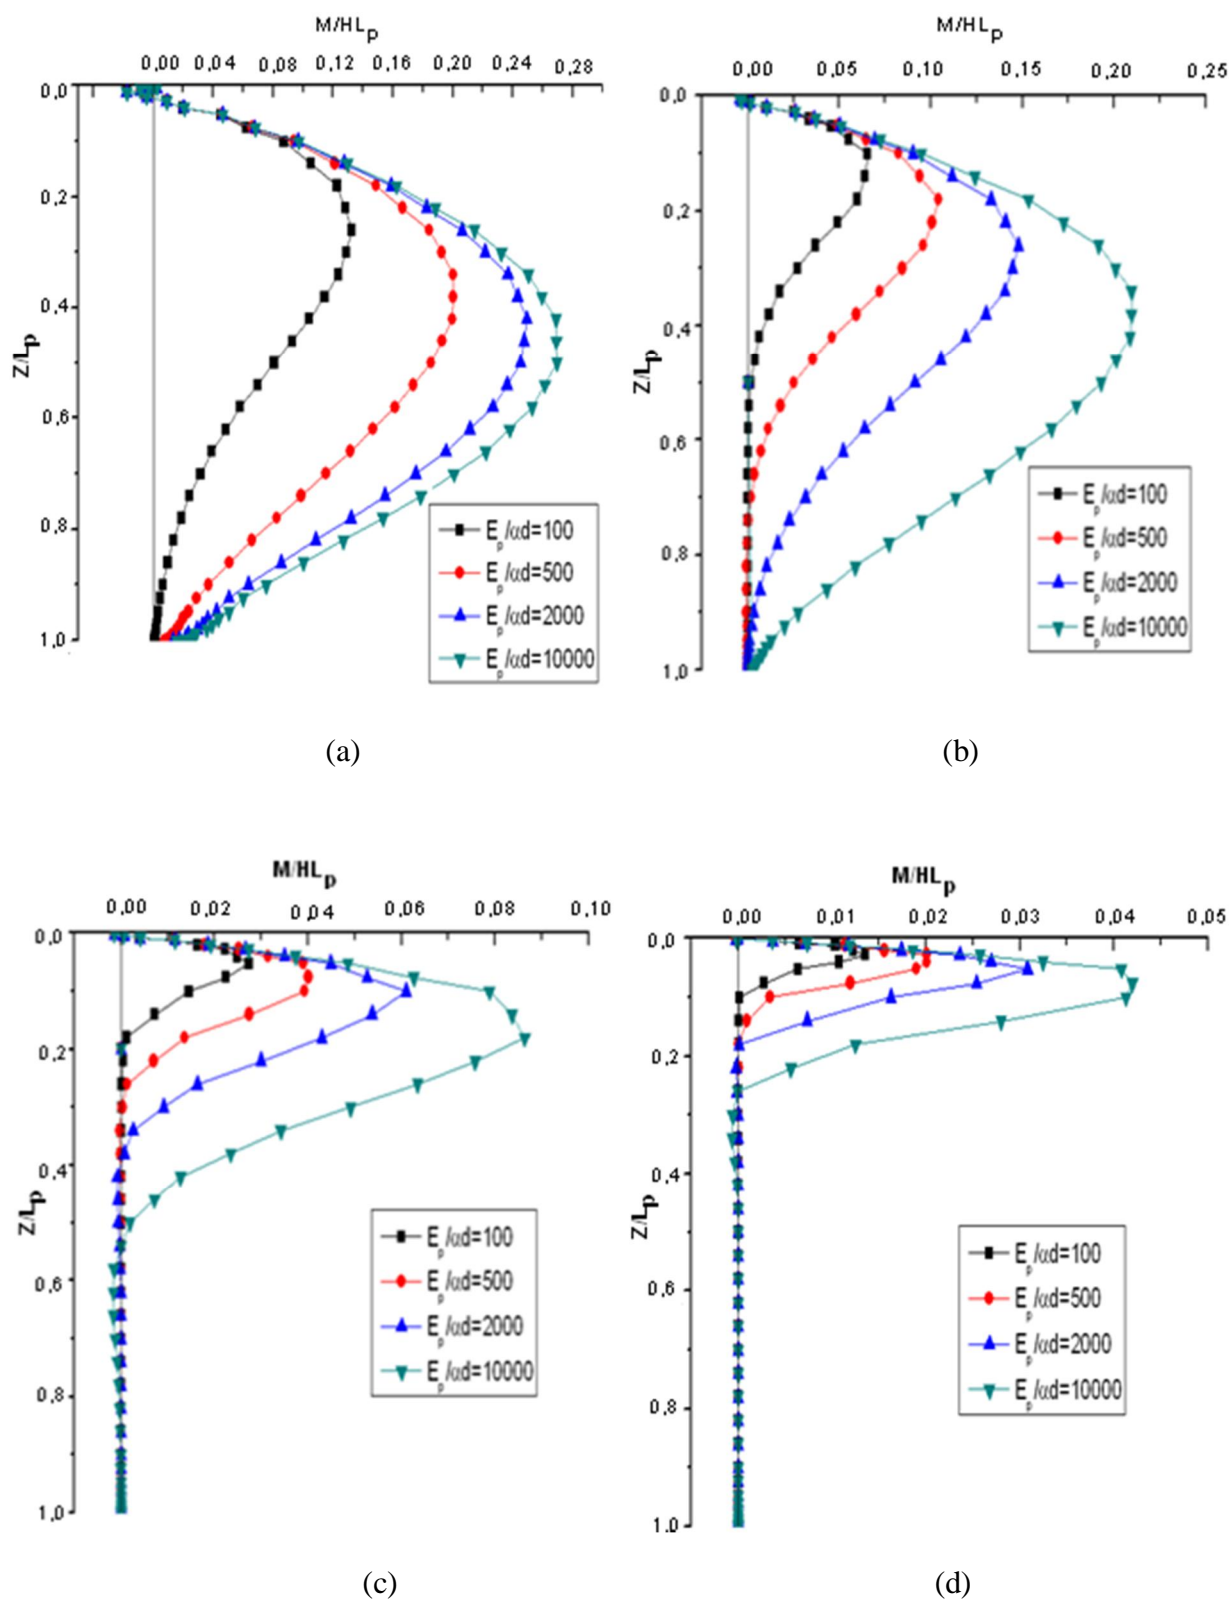 M/HLp
0,00 0,04 0,08 0,12 0,16 0,20 0,24 0,28
0,0
0,2
0,4
0,6
0,8
1,0
Z/Lp
Ep/αd=100
Ep/αd=500
Ep/αd=2000
Ep/αd=10000
(a)
M/HLp
0,00 0,05 0,10 0,15 0,20 0,25
0,0
0,2
0,4
0,6
0,8
1,0
Z/Lp
Ep/αd=100
Ep/αd=500
Ep/αd=2000
Ep/αd=10000
(b)
M/HLp
0,00 0,02 0,04 0,06 0,08 0,10
0,0
0,2
0,4
0,6
0,8
1,0
Z/Lp
Ep/αd=100
Ep/αd=500
Ep/αd=2000
Ep/αd=10000
(c)
M/HLp
0,00 0,01 0,02 0,03 0,04 0,05
0,0
0,2
0,4
0,6
0,8
1,0
Z/Lp
Ep/αd=100
Ep/αd=500
Ep/αd=2000
Ep/αd=10000
(d)